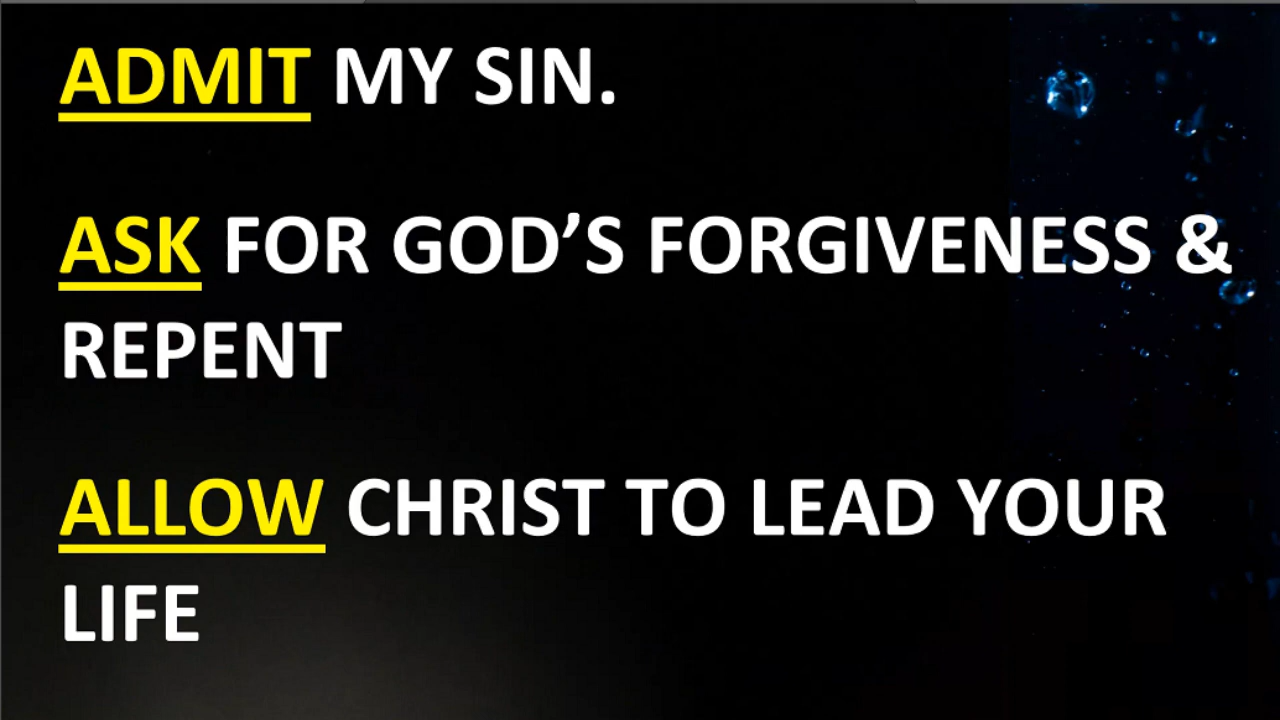 ADMIT MY SIN.
ASK FOR GOD’S FORGIVENESS &
REPENT
ALLOW CHRIST TO LEAD YOUR
LIFE